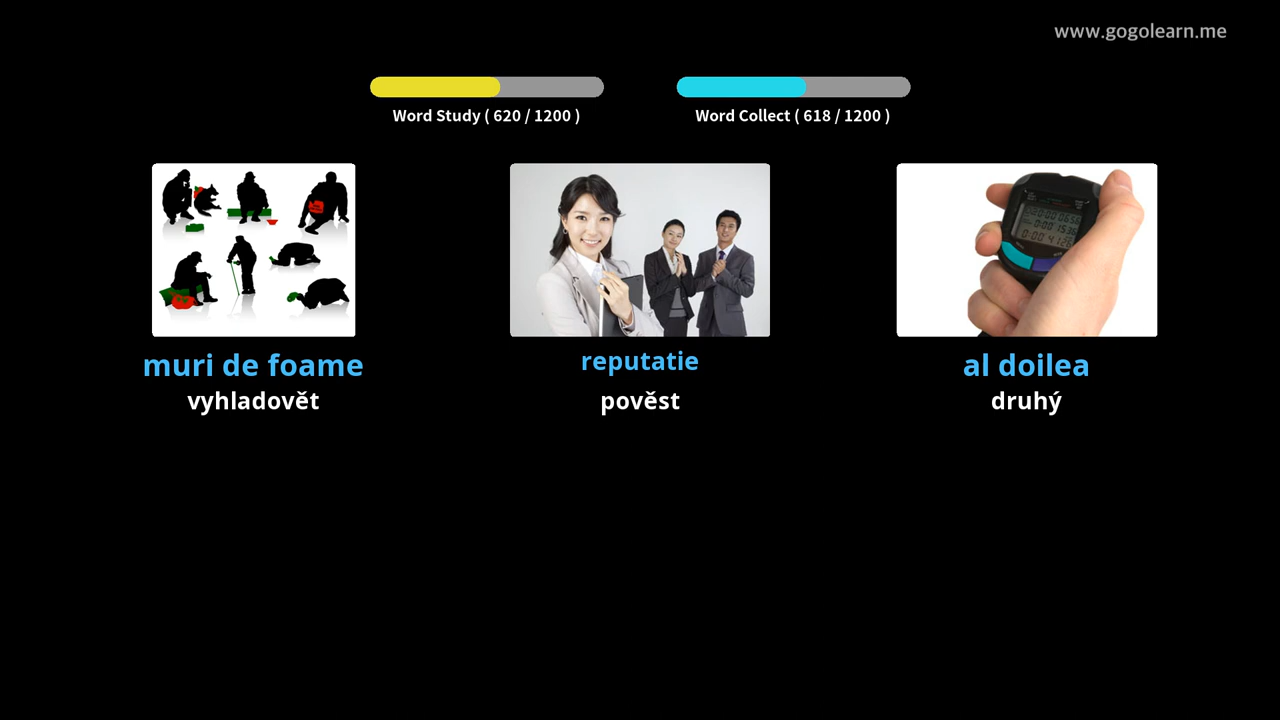 www.gogolearn.me
Word Study ( 620 / 1200 )
Word Collect ( 618 / 1200 )
muri de foame
reputatie
al doilea
vyhladovět
pověst
druhý